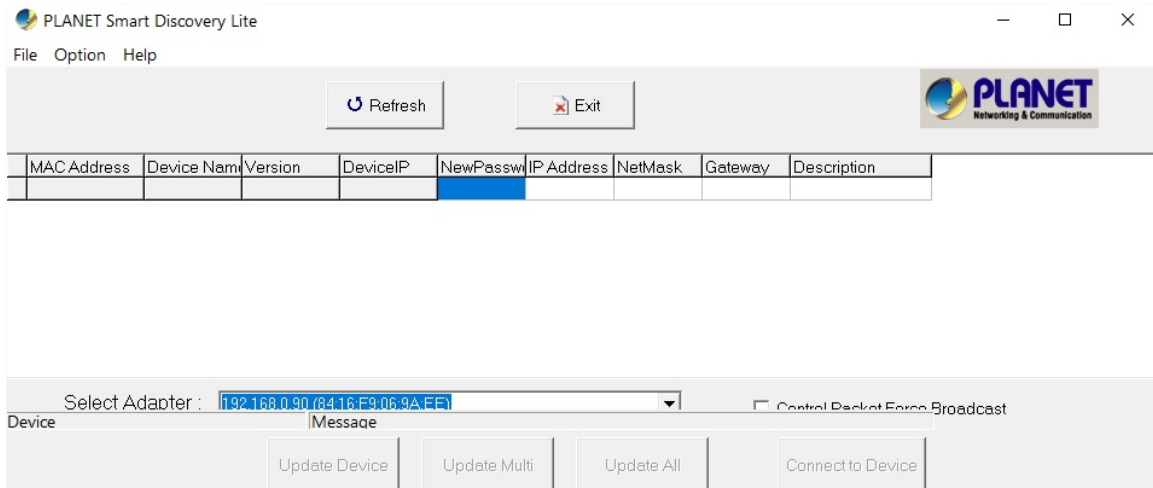 PLANET Smart Discovery Lite
File Option Help
Refresh Exit
PLANET
Networking & Communication
MAC Address Device Nam Version DeviceIP NewPassw IP Address NetMask Gateway Description
Select Adapter : 192.168.0.90 (84:16:F9:06:9A:EE) Control Packet Force Broadcast
Device Message
Update Device Update Multi Update All Connect to Device